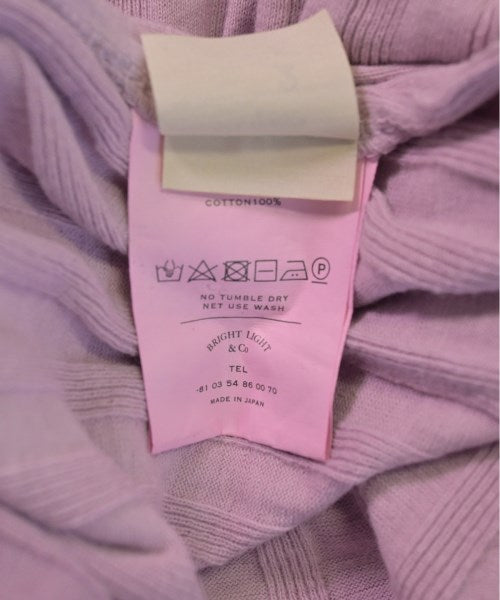 COTTON100%
P
NO TUMBLE DRY
NET USE WASH
BRIGHT LIGHT
& Co
TEL
-81 03 54 86 00 70
MADE IN JAPAN